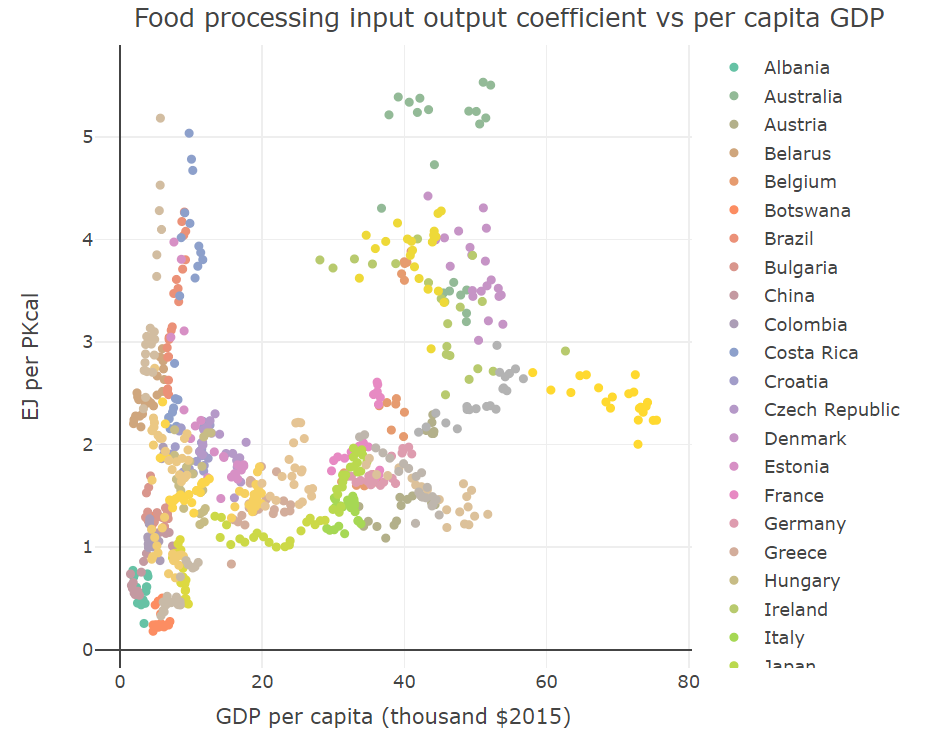 Food processing input output coefficient vs per capita GDP
EJ per PKcal
5
4
3
2
1
0
0 20 40 60 80
GDP per capita (thousand $2015)
Albania
Australia
Austria
Belarus
Belgium
Botswana
Brazil
Bulgaria
China
Colombia
Costa Rica
Croatia
Czech Republic
Denmark
Estonia
France
Germany
Greece
Hungary
Ireland
Italy
Japan